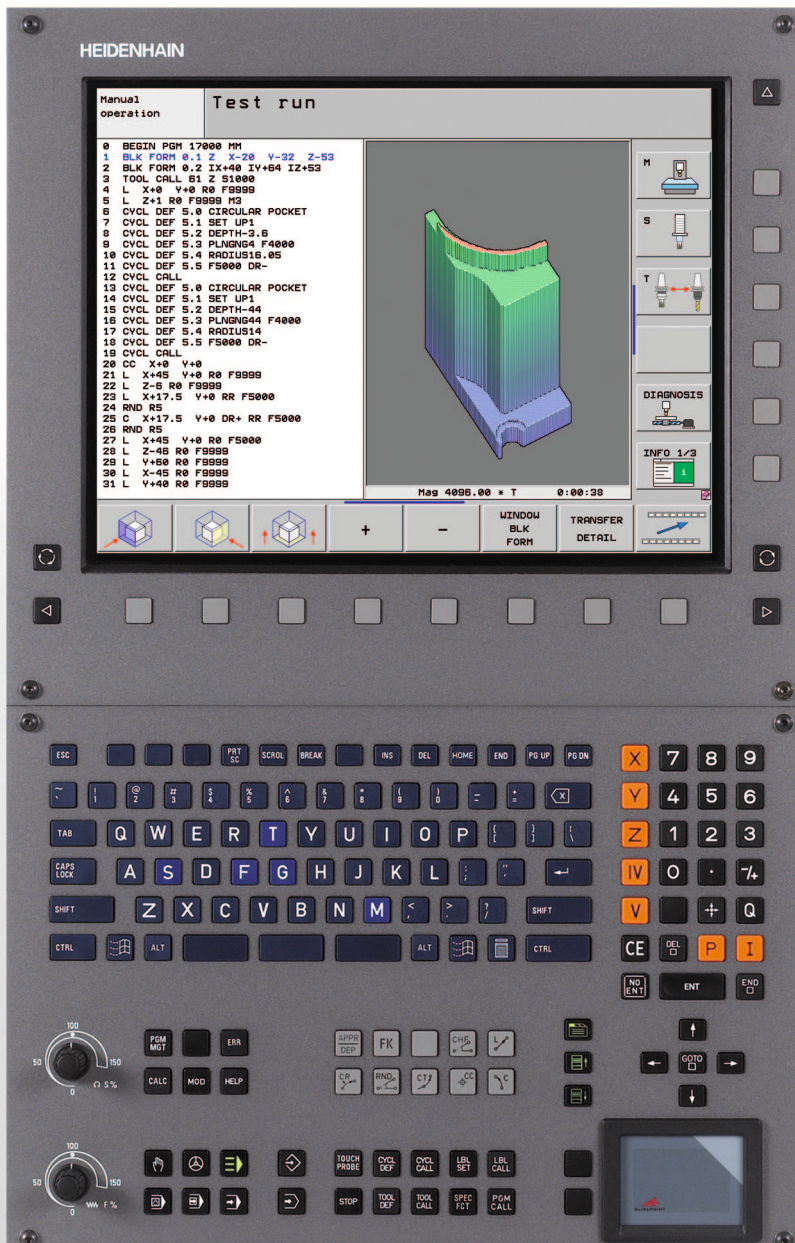 HEIDENHAIN
Manual operation
Test run
0 BEGIN PGM 17000 MM
1 BLK FORM 0.1 Z X-20 Y-32 Z-53
2 BLK FORM 0.2 IX+40 IY+64 IZ+53
3 TOOL CALL 61 Z S1000
4 L X+0 Y+0 R0 F9999
5 L Z+1 R0 F9999 M3
6 CYCL DEF 5.0 CIRCULAR POCKET
7 CYCL DEF 5.1 SET UP1
8 CYCL DEF 5.2 DEPTH-3.6
9 CYCL DEF 5.3 PLNGNG4 F4000
10 CYCL DEF 5.4 RADIUS16.05
11 CYCL DEF 5.5 F5000 DR-
12 CYCL CALL
13 CYCL DEF 5.0 CIRCULAR POCKET
14 CYCL DEF 5.1 SET UP1
15 CYCL DEF 5.2 DEPTH-44
16 CYCL DEF 5.3 PLNGNG44 F4000
17 CYCL DEF 5.4 RADIUS14
18 CYCL DEF 5.5 F5000 DR-
19 CYCL CALL
20 CC X+0 Y+0
21 L X+45 Y+0 R0 F9999
22 L Z-6 R0 F9999
23 L X+17.5 Y+0 RR F5000
24 RND R5
25 C X+17.5 Y+0 DR+ RR F5000
26 RND R5
27 L X+45 Y+0 R0 F5000
28 L Z-46 R0 F9999
29 L Y+60 R0 F9999
30 L X-45 R0 F9999
31 L Y+40 R0 F9999
Mag 4096.00 * T 0:00:38
M
S
T
DIAGNOSIS
INFO 1/3
+
-
WINDOW BLK FORM
TRANSFER DETAIL
ESC PRT SC SCROL BREAK INS DEL HOME END PG UP PG DN
~ ` ! 1 @ 2 # 3 $ 4 % 5 ^ 6 & 7 * 8 ( 9 ) 0 _ - + =
TAB Q W E R T Y U I O P { [ } ] | \
CAPS LOCK A S D F G H J K L : ; " '
SHIFT Z X C V B N M < , > . ? / SHIFT
CTRL ALT ALT CTRL
X 7 8 9
Y 4 5 6
Z 1 2 3
IV 0 . -/+
V Q
CE DEL P I
NO ENT ENT END
100
50 150
0 S %
PGM MGT ERR
CALC MOD HELP
APPR DEP FK CHF L
CR RND CT CC C
GOTO
100
50 150
0 F %
TOUCH PROBE CYCL DEF CYCL CALL LBL SET LBL CALL
STOP TOOL DEF TOOL CALL SPEC FCT PGM CALL